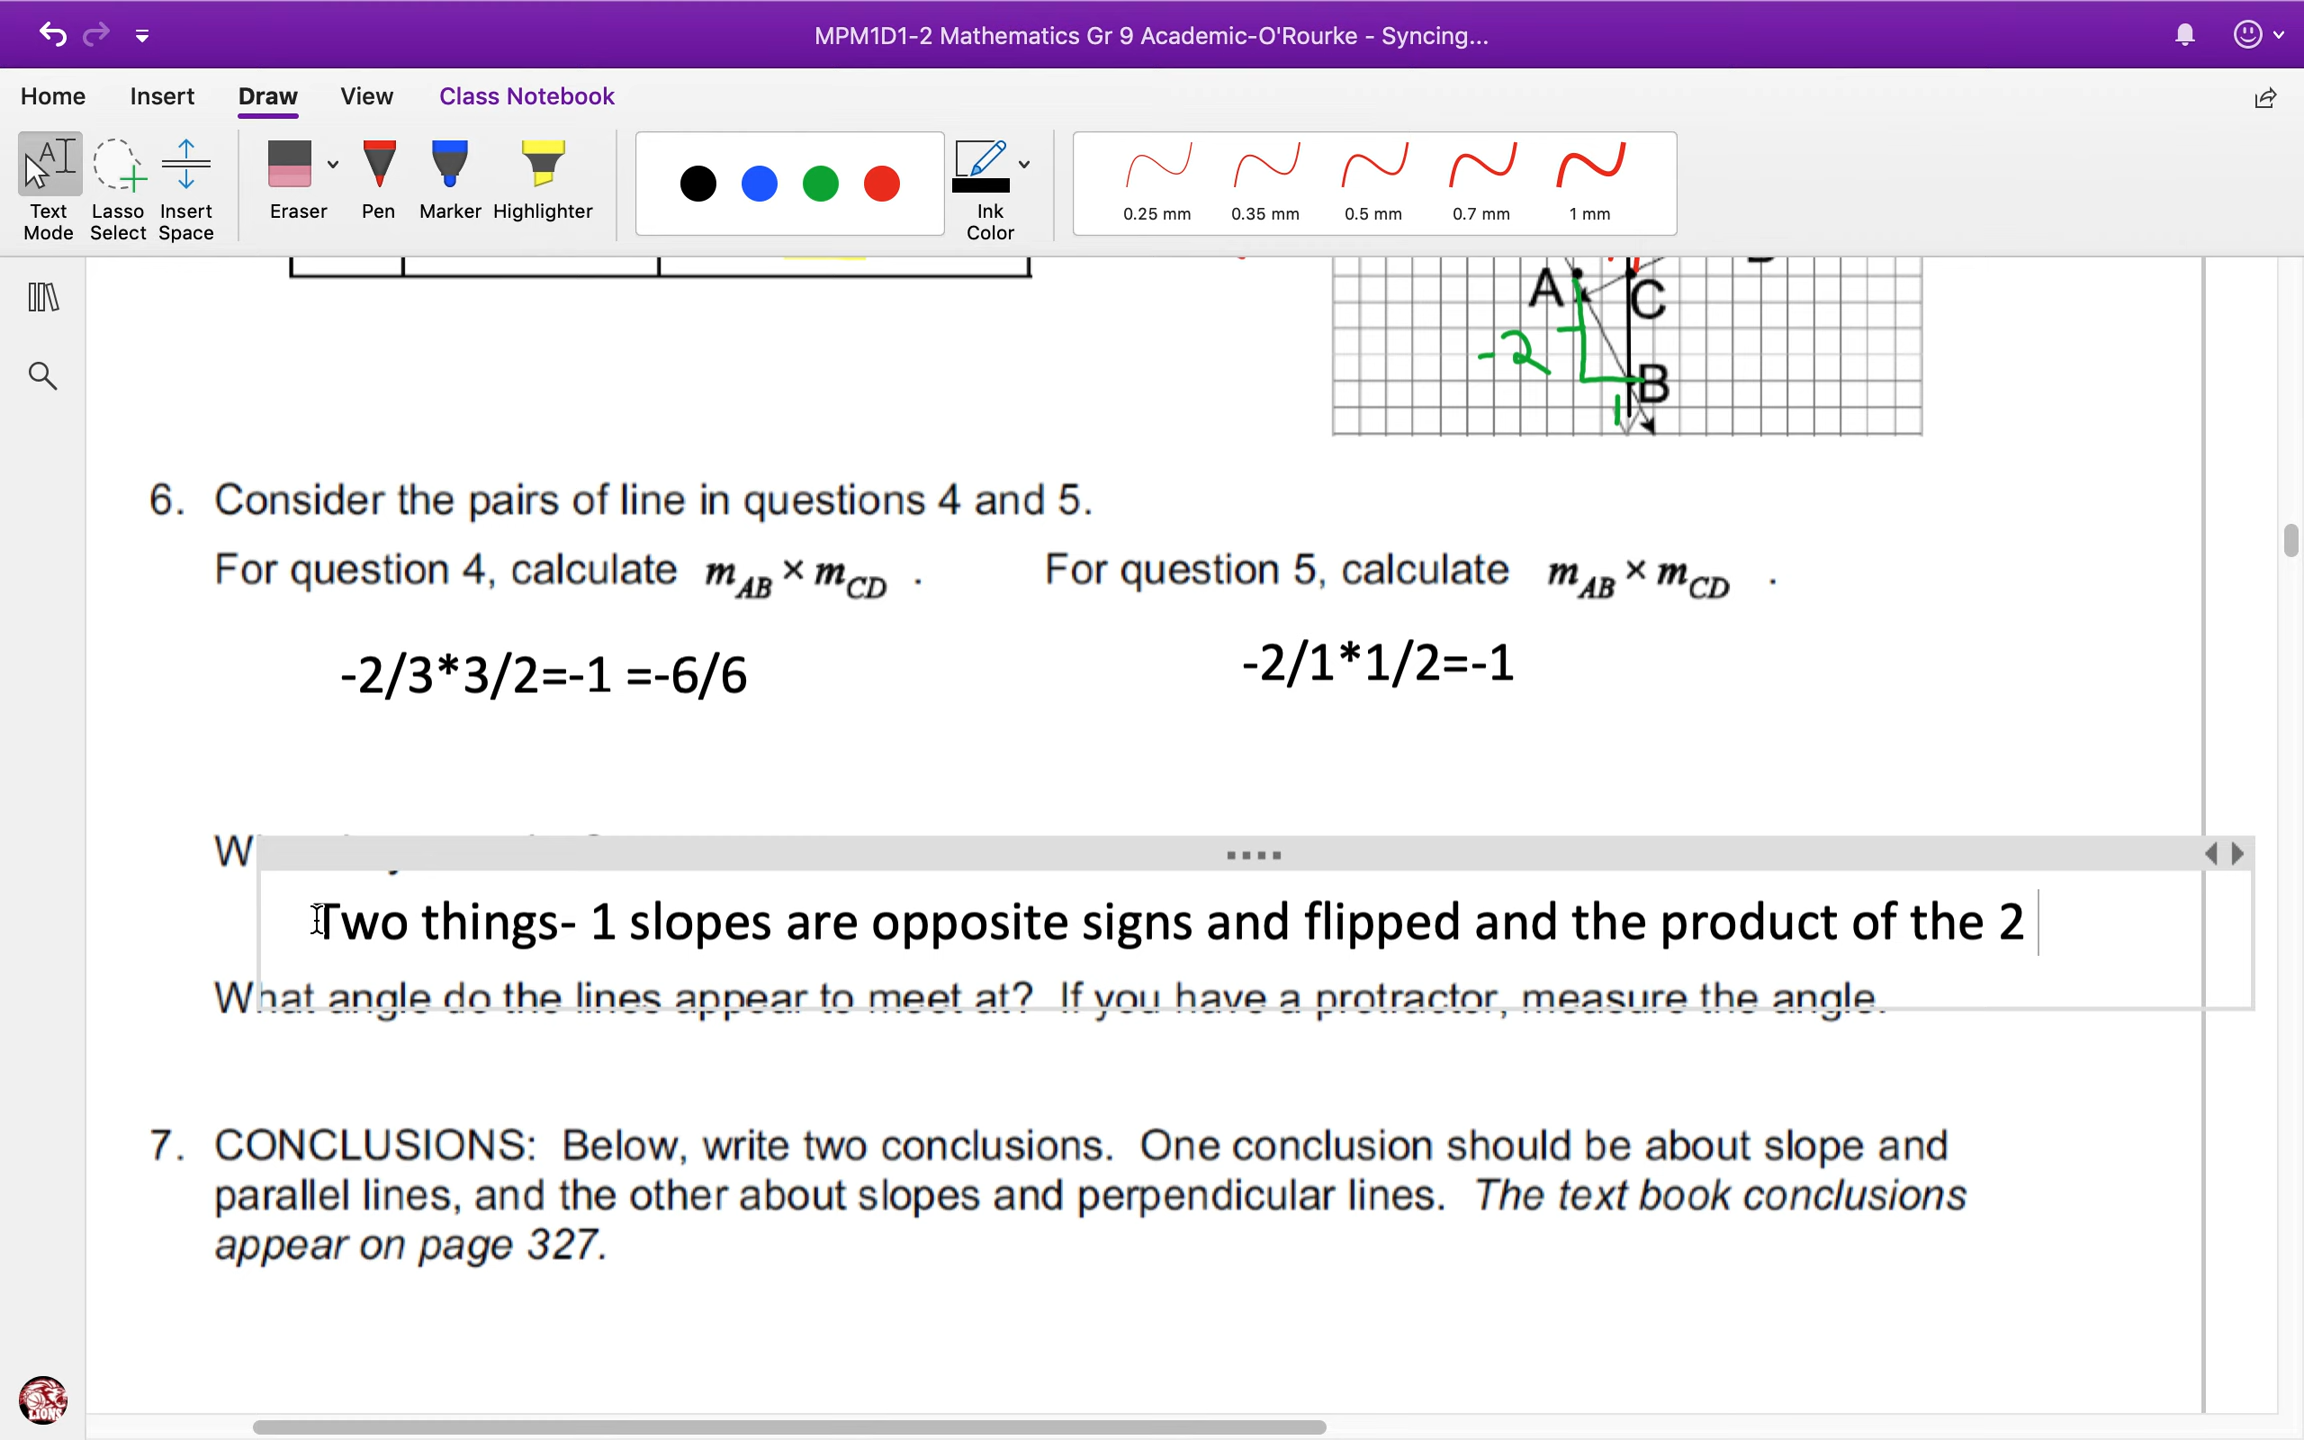 MPM1D1-2 Mathematics Gr 9 Academic-O'Rourke - Syncing...
Home Insert Draw View Class Notebook
Text Mode
Lasso Select
Insert Space
Eraser
Pen
Marker
Highlighter
Ink Color
0.25 mm
0.35 mm
0.5 mm
0.7 mm
1 mm
A
C
-2
B
1
6. Consider the pairs of line in questions 4 and 5.
For question 4, calculate m AB × m CD .
For question 5, calculate m AB × m CD .
-2/3*3/2=-1 =-6/6
-2/1*1/2=-1
Two things- 1 slopes are opposite signs and flipped and the product of the 2
What angle do the lines appear to meet at? If you have a protractor, measure the angle.
7. CONCLUSIONS: Below, write two conclusions. One conclusion should be about slope and
parallel lines, and the other about slopes and perpendicular lines. The text book conclusions
appear on page 327.
LIONS